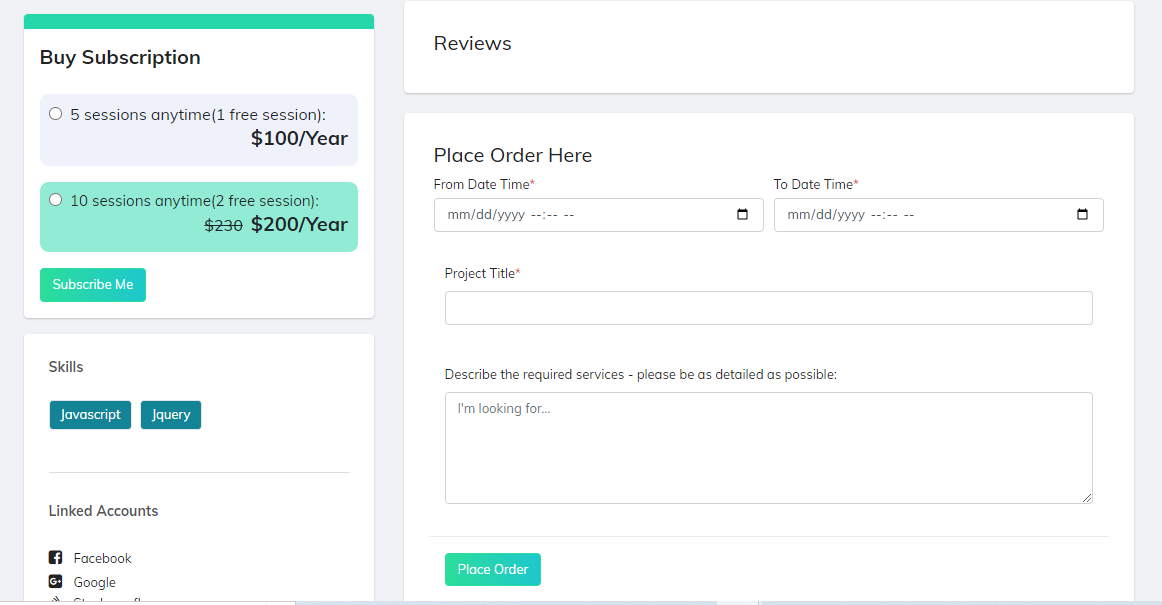 Buy Subscription
5 sessions anytime(1 free session):
$100/Year
10 sessions anytime(2 free session):
$230 $200/Year
Subscribe Me
Skills
Javascript Jquery
Linked Accounts
Facebook
Google
Reviews
Place Order Here
From Date Time* To Date Time*
mm/dd/yyyy --:-- -- mm/dd/yyyy --:-- --
Project Title*
Describe the required services - please be as detailed as possible:
I'm looking for...
Place Order